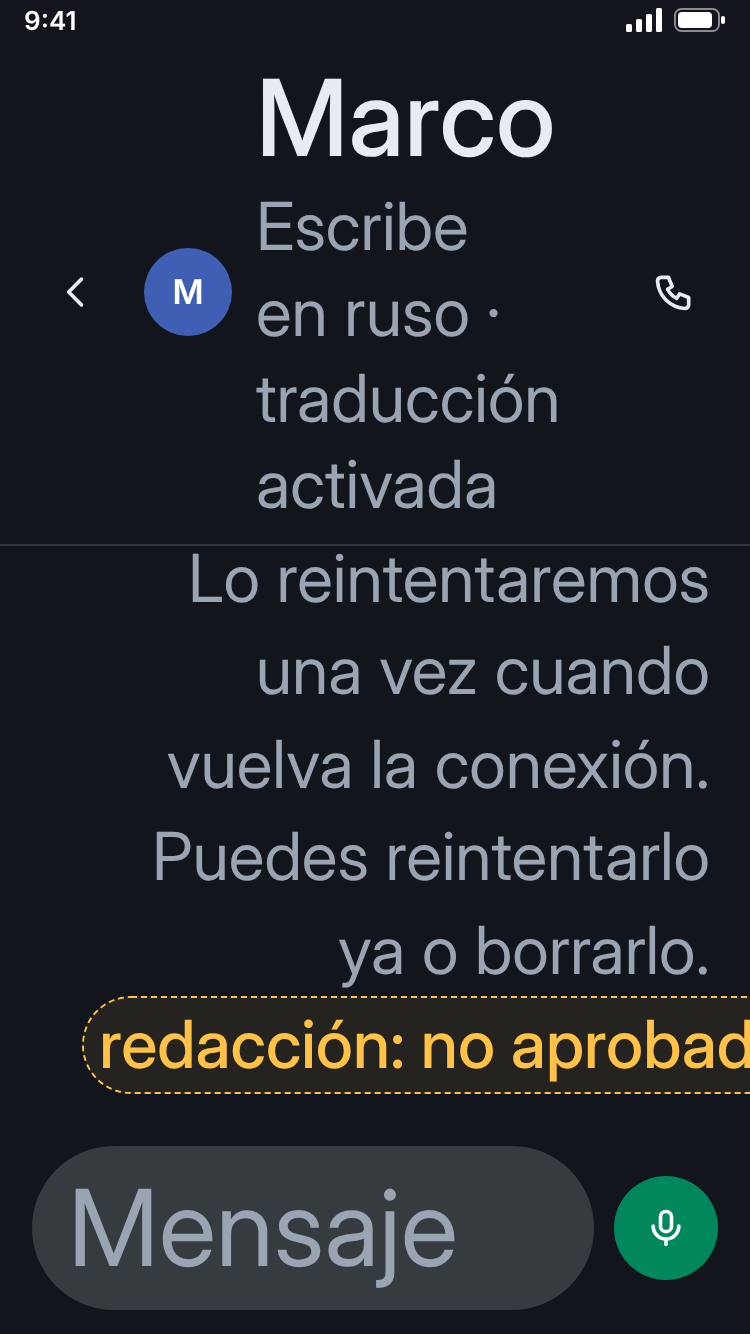 9:41
Marco
Escribe
en ruso ·
traducción
activada
M
Lo reintentaremos
una vez cuando
vuelva la conexión.
Puedes reintentarlo
ya o borrarlo.
redacción: no aprobad
Mensaje